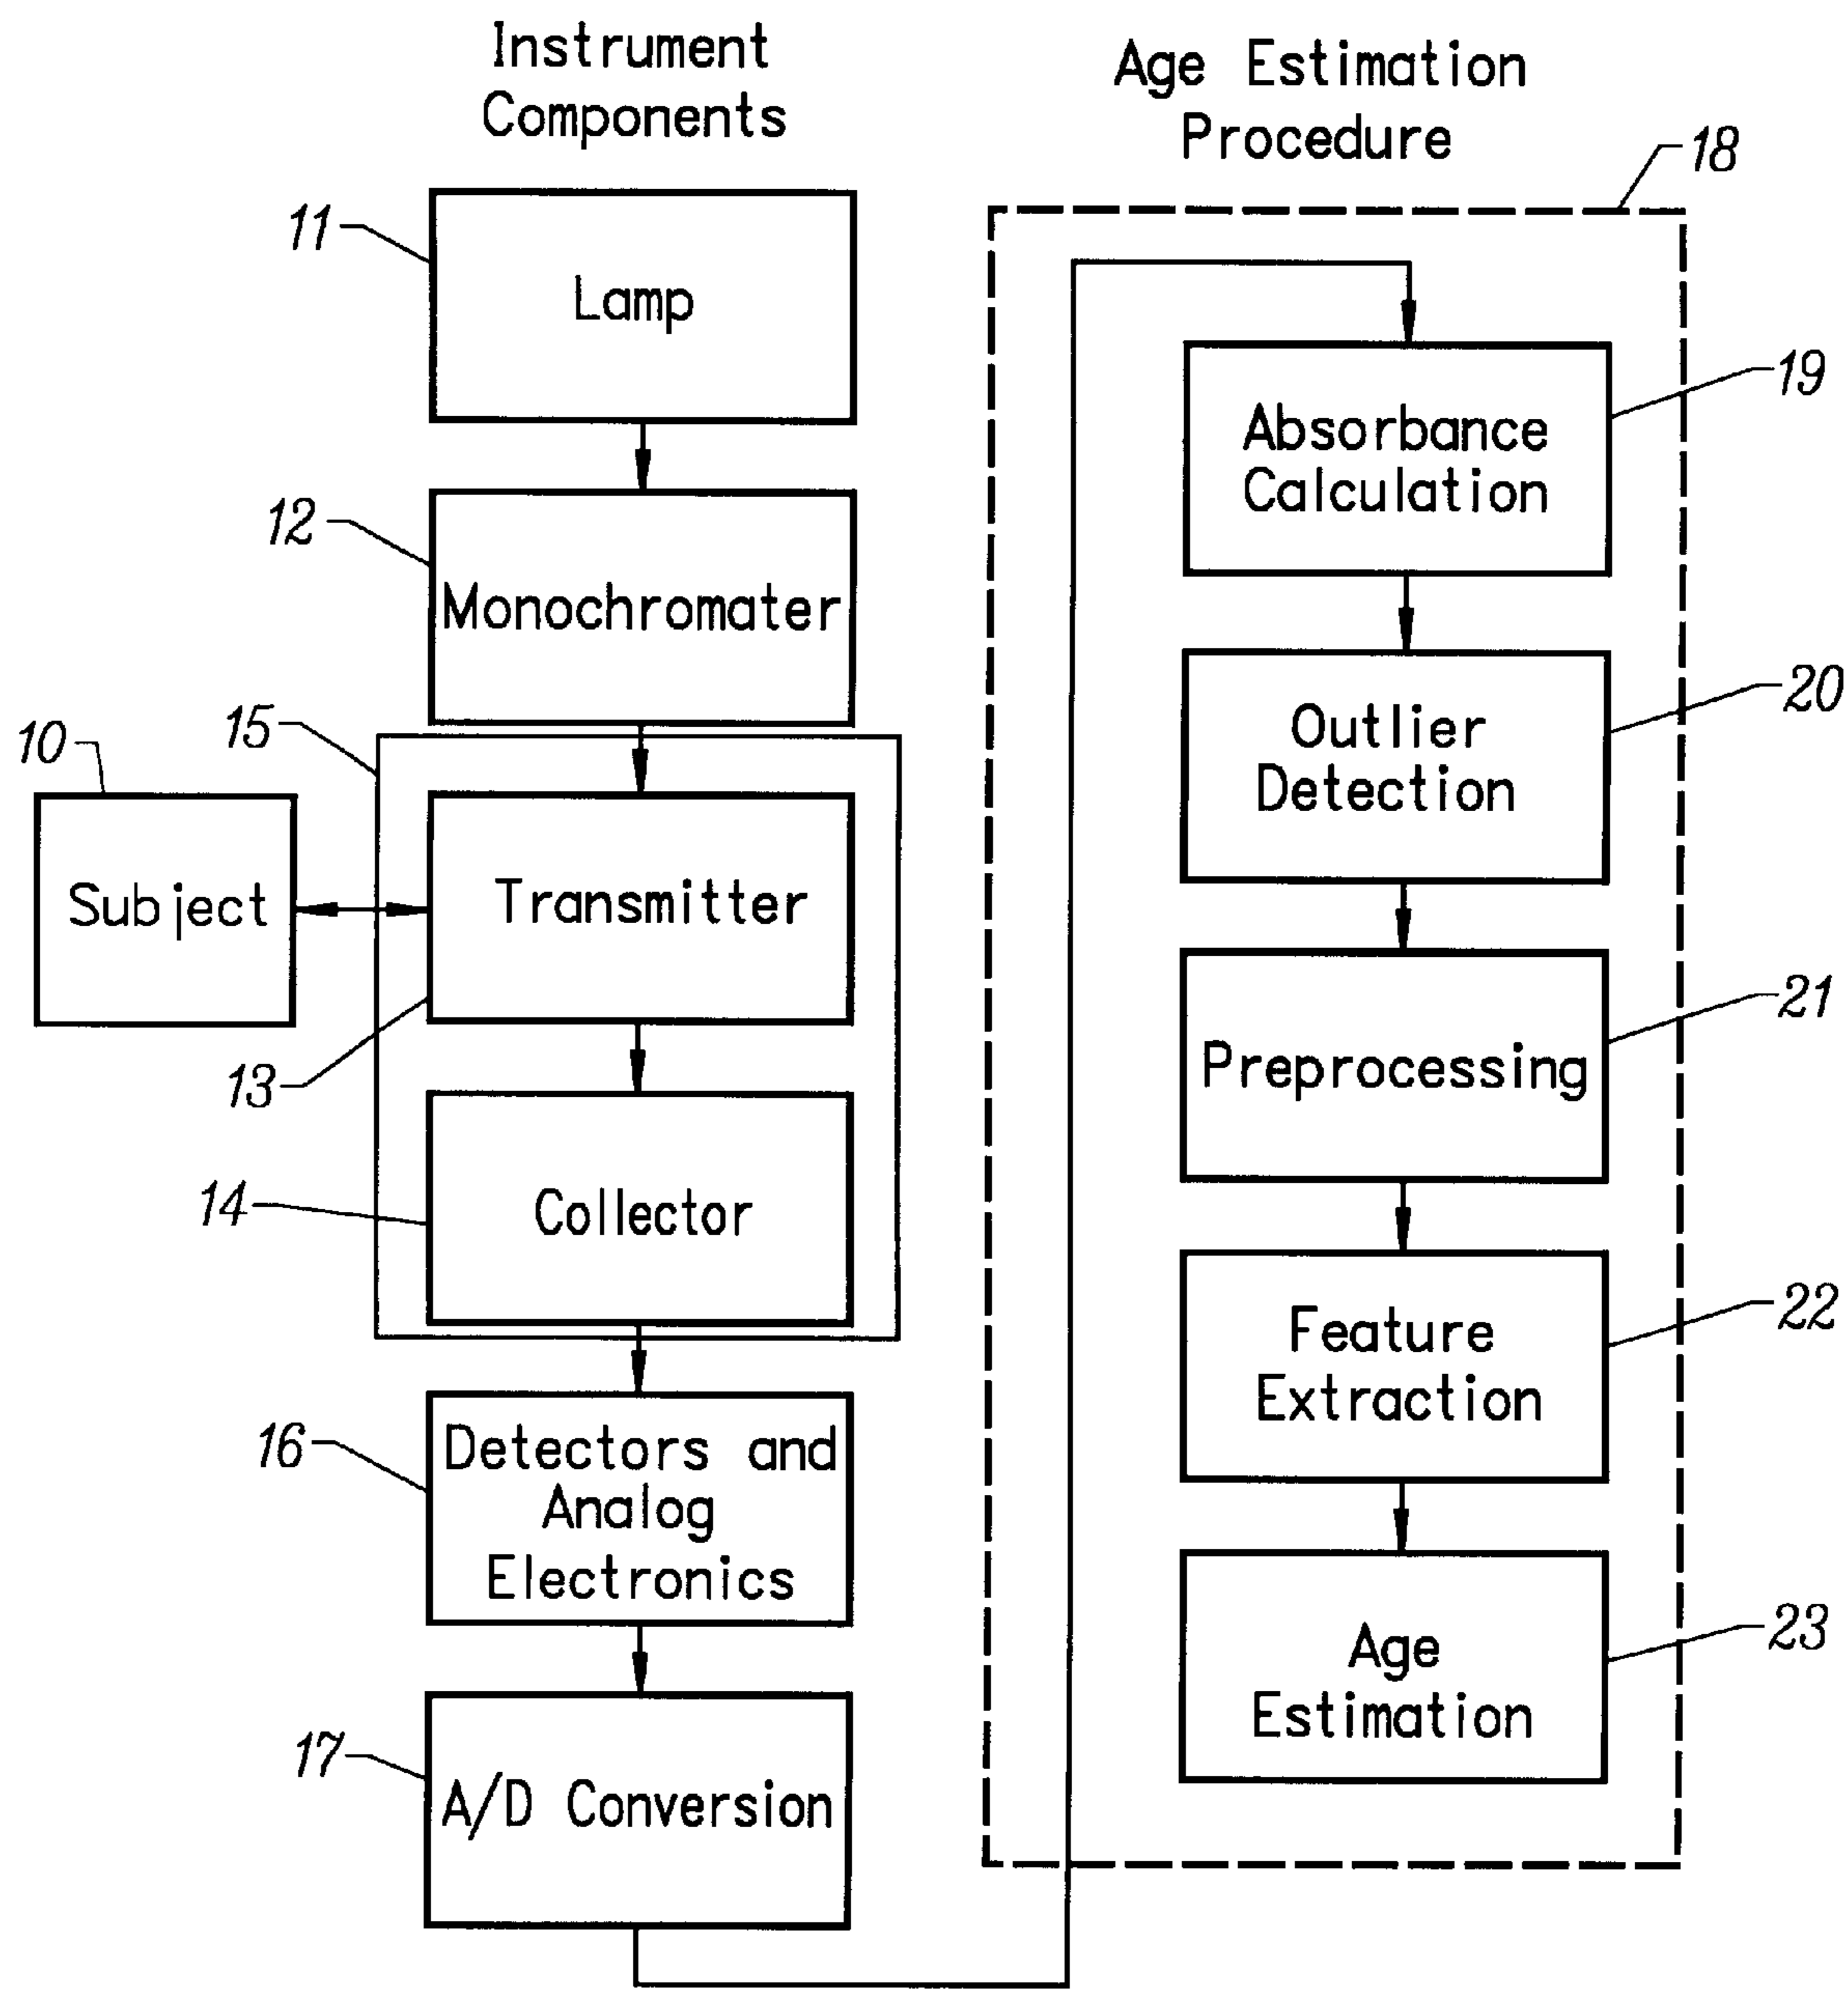 Instrument
Components
11
Lamp
12
Monochromater
15
10
Subject
Transmitter
13
14
Collector
16
Detectors and
Analog
Electronics
17
A/D Conversion
Age Estimation
Procedure
18
19
Absorbance
Calculation
20
Outlier
Detection
21
Preprocessing
22
Feature
Extraction
23
Age
Estimation